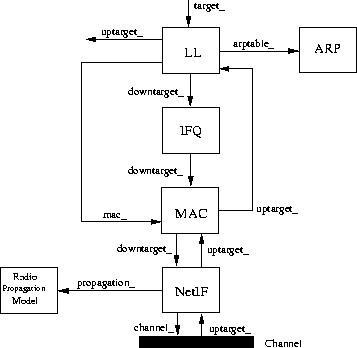 target_
uptarget_
LL
arptable_
ARP
downtarget_
IFQ
downtarget_
mac_
MAC
uptarget_
downtarget_
uptarget_
Radio
Propagation
Model
propagation_
NetIF
channel_
uptarget_
Channel